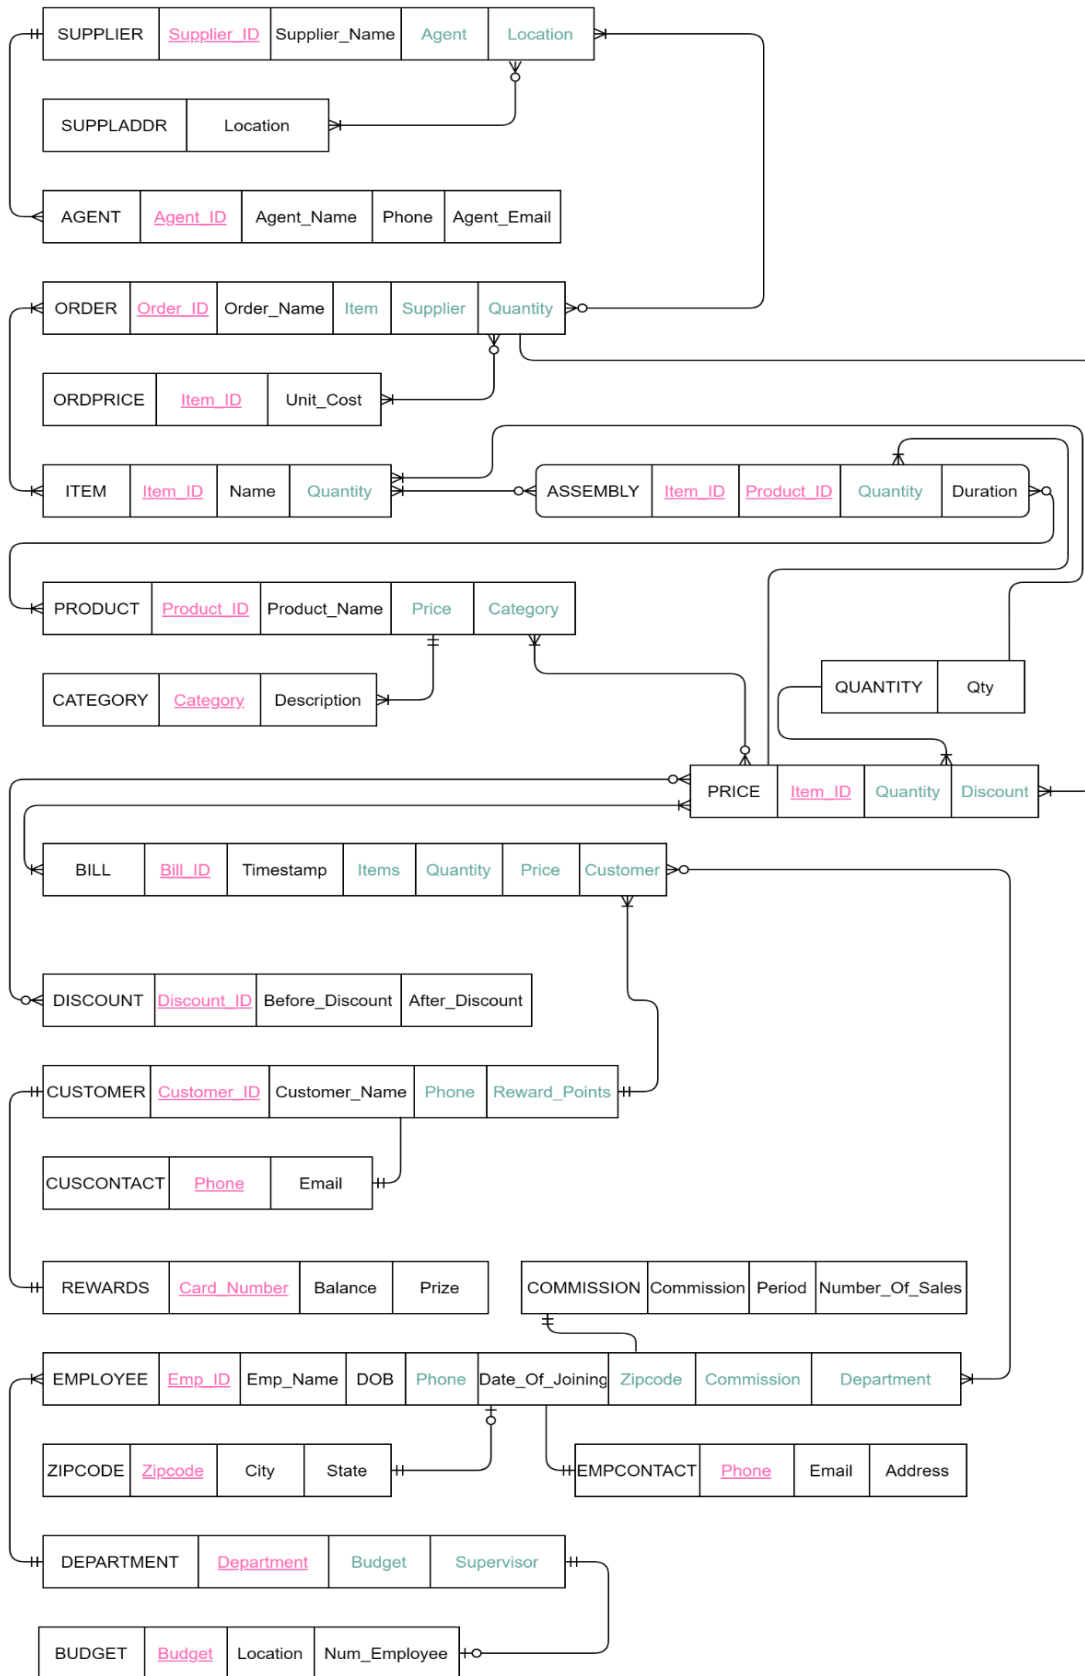 SUPPLIER Supplier_ID Supplier_Name Agent Location
SUPPLADDR Location
AGENT Agent_ID Agent_Name Phone Agent_Email
ORDER Order_ID Order_Name Item Supplier Quantity
ORDPRICE Item_ID Unit_Cost
ITEM Item_ID Name Quantity
ASSEMBLY Item_ID Product_ID Quantity Duration
PRODUCT Product_ID Product_Name Price Category
CATEGORY Category Description
QUANTITY Qty
PRICE Item_ID Quantity Discount
BILL Bill_ID Timestamp Items Quantity Price Customer
DISCOUNT Discount_ID Before_Discount After_Discount
CUSTOMER Customer_ID Customer_Name Phone Reward_Points
CUSCONTACT Phone Email
REWARDS Card_Number Balance Prize
COMMISSION Commission Period Number_Of_Sales
EMPLOYEE Emp_ID Emp_Name DOB Phone Date_Of_Joining Zipcode Commission Department
ZIPCODE Zipcode City State
EMPCONTACT Phone Email Address
DEPARTMENT Department Budget Supervisor
BUDGET Budget Location Num_Employee